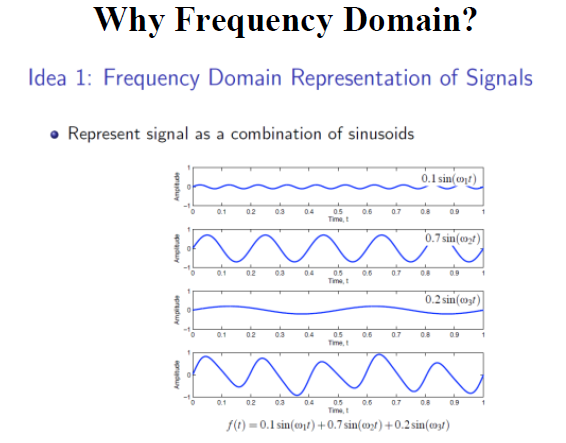 Why Frequency Domain?
Idea 1: Frequency Domain Representation of Signals
Represent signal as a combination of sinusoids
0.1 sin(ω₁t)
Amplitude
1
0
−1
0 0.1 0.2 0.3 0.4 0.5 0.6 0.7 0.8 0.9 1
Time, t
0.7 sin(ω₂t)
Amplitude
1
0
−1
0 0.1 0.2 0.3 0.4 0.5 0.6 0.7 0.8 0.9 1
Time, t
0.2 sin(ω₃t)
Amplitude
1
0
−1
0 0.1 0.2 0.3 0.4 0.5 0.6 0.7 0.8 0.9 1
Time, t
Amplitude
1
0
−1
0 0.1 0.2 0.3 0.4 0.5 0.6 0.7 0.8 0.9 1
Time, t
f(t) = 0.1 sin(ω₁t) + 0.7 sin(ω₂t) + 0.2 sin(ω₃t)